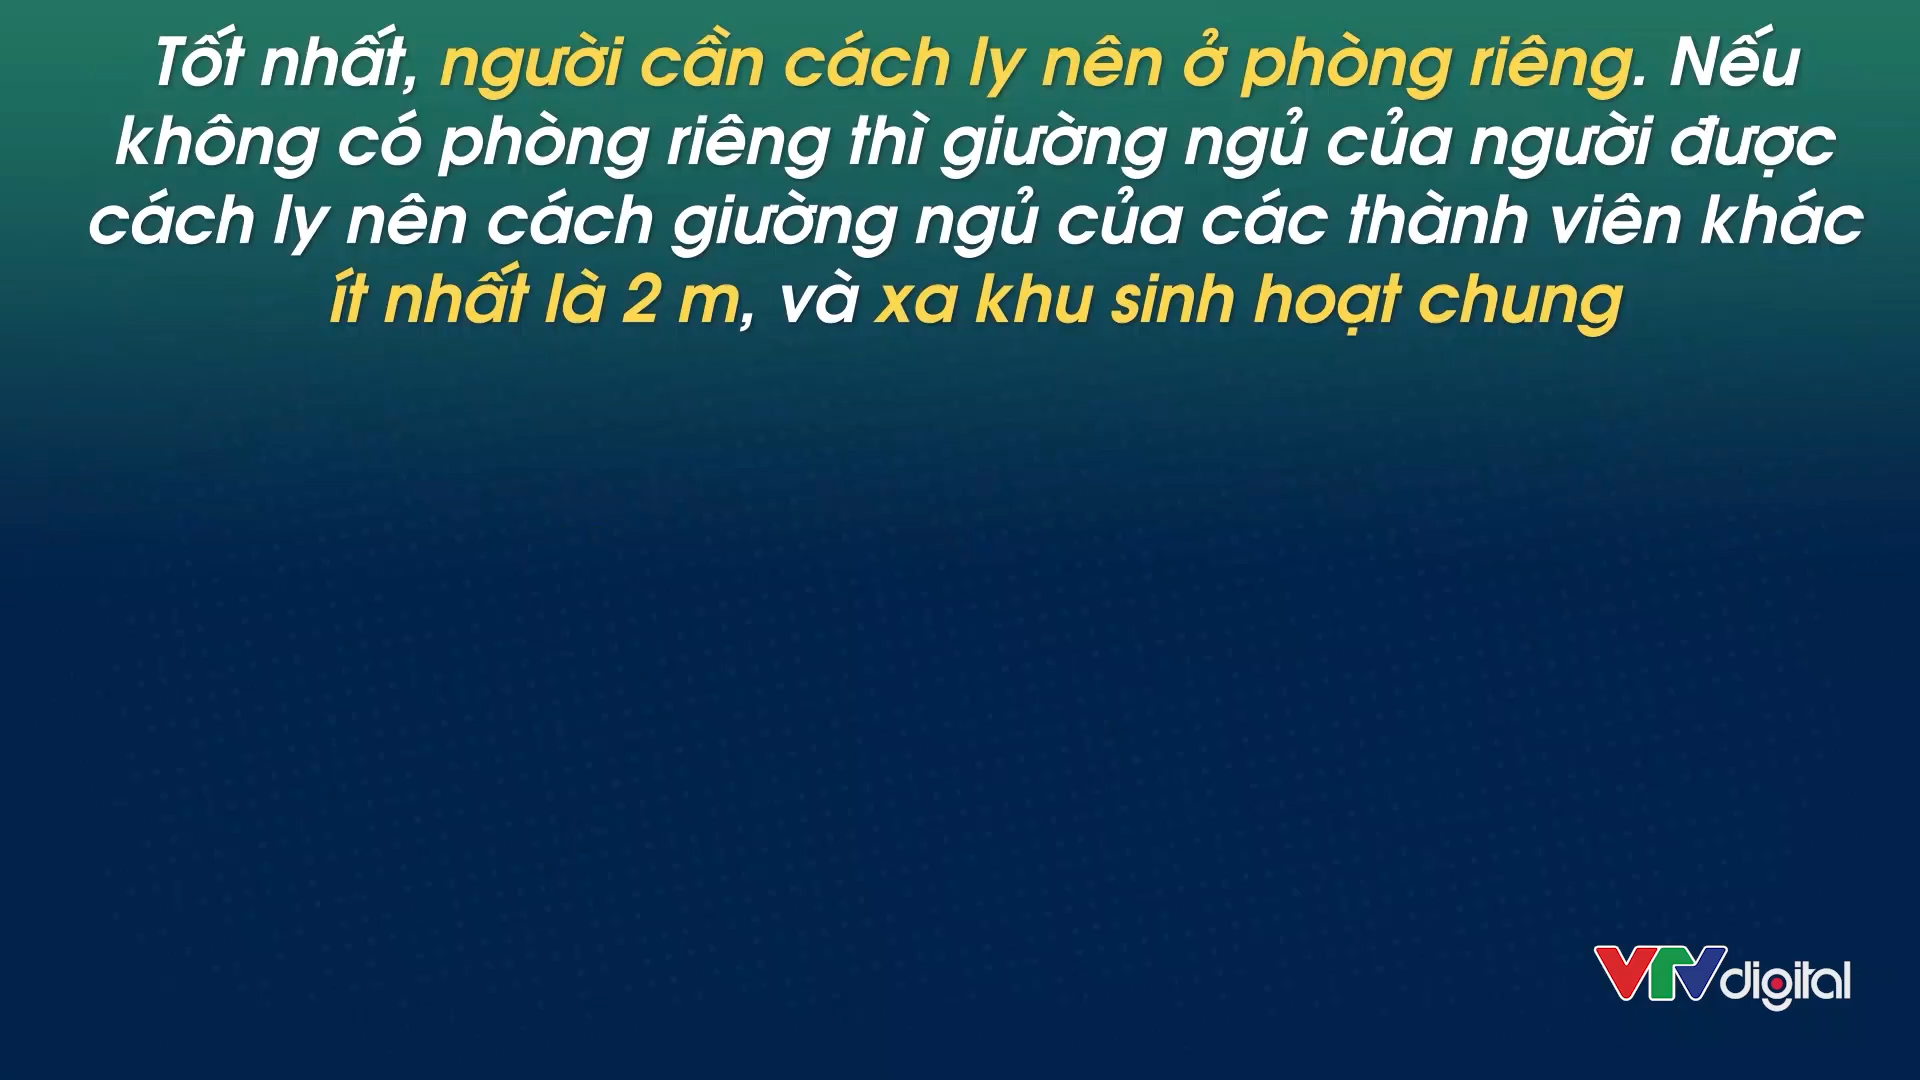 Tốt nhất, người cần cách ly nên ở phòng riêng. Nếu
không có phòng riêng thì giường ngủ của người được
cách ly nên cách giường ngủ của các thành viên khác
ít nhất là 2 m, và xa khu sinh hoạt chung
VTVdigital